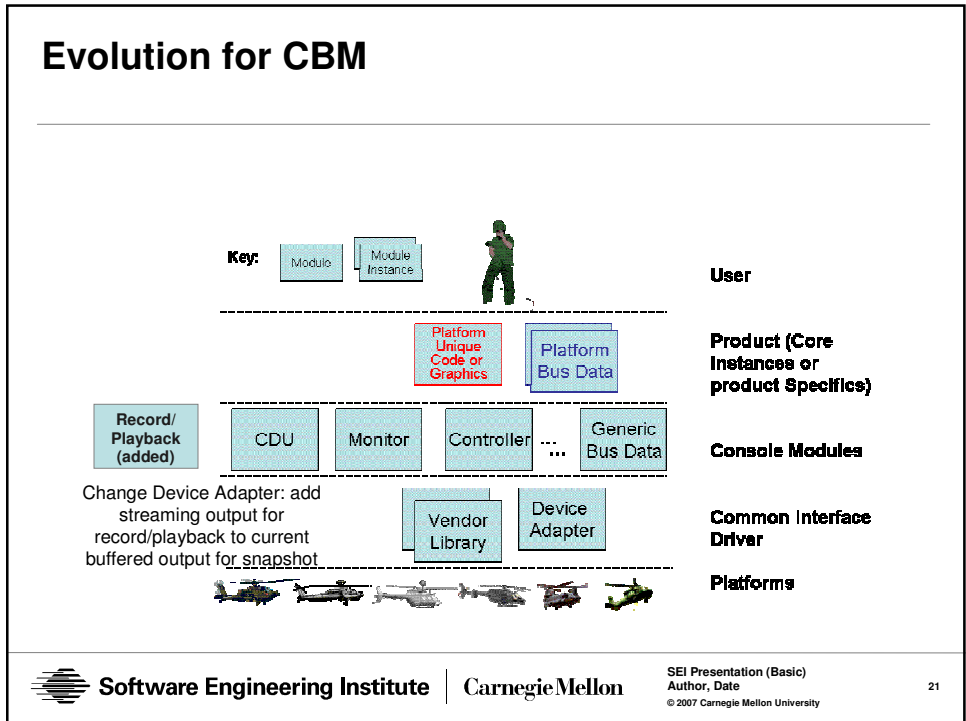 Evolution for CBM
Key:
Module
Module
Instance
User
Platform
Unique
Code or
Graphics
Platform
Bus Data
Product (Core
Instances or
product Specifics)
Record/
Playback
(added)
CDU
Monitor
Controller
...
...
Generic
Bus Data
Console Modules
Change Device Adapter: add
streaming output for
record/playback to current
buffered output for snapshot
Vendor
Library
Device
Adapter
Common Interface
Driver
Platforms
Software Engineering Institute
Carnegie Mellon
SEI Presentation (Basic)
Author, Date
© 2007 Carnegie Mellon University
21